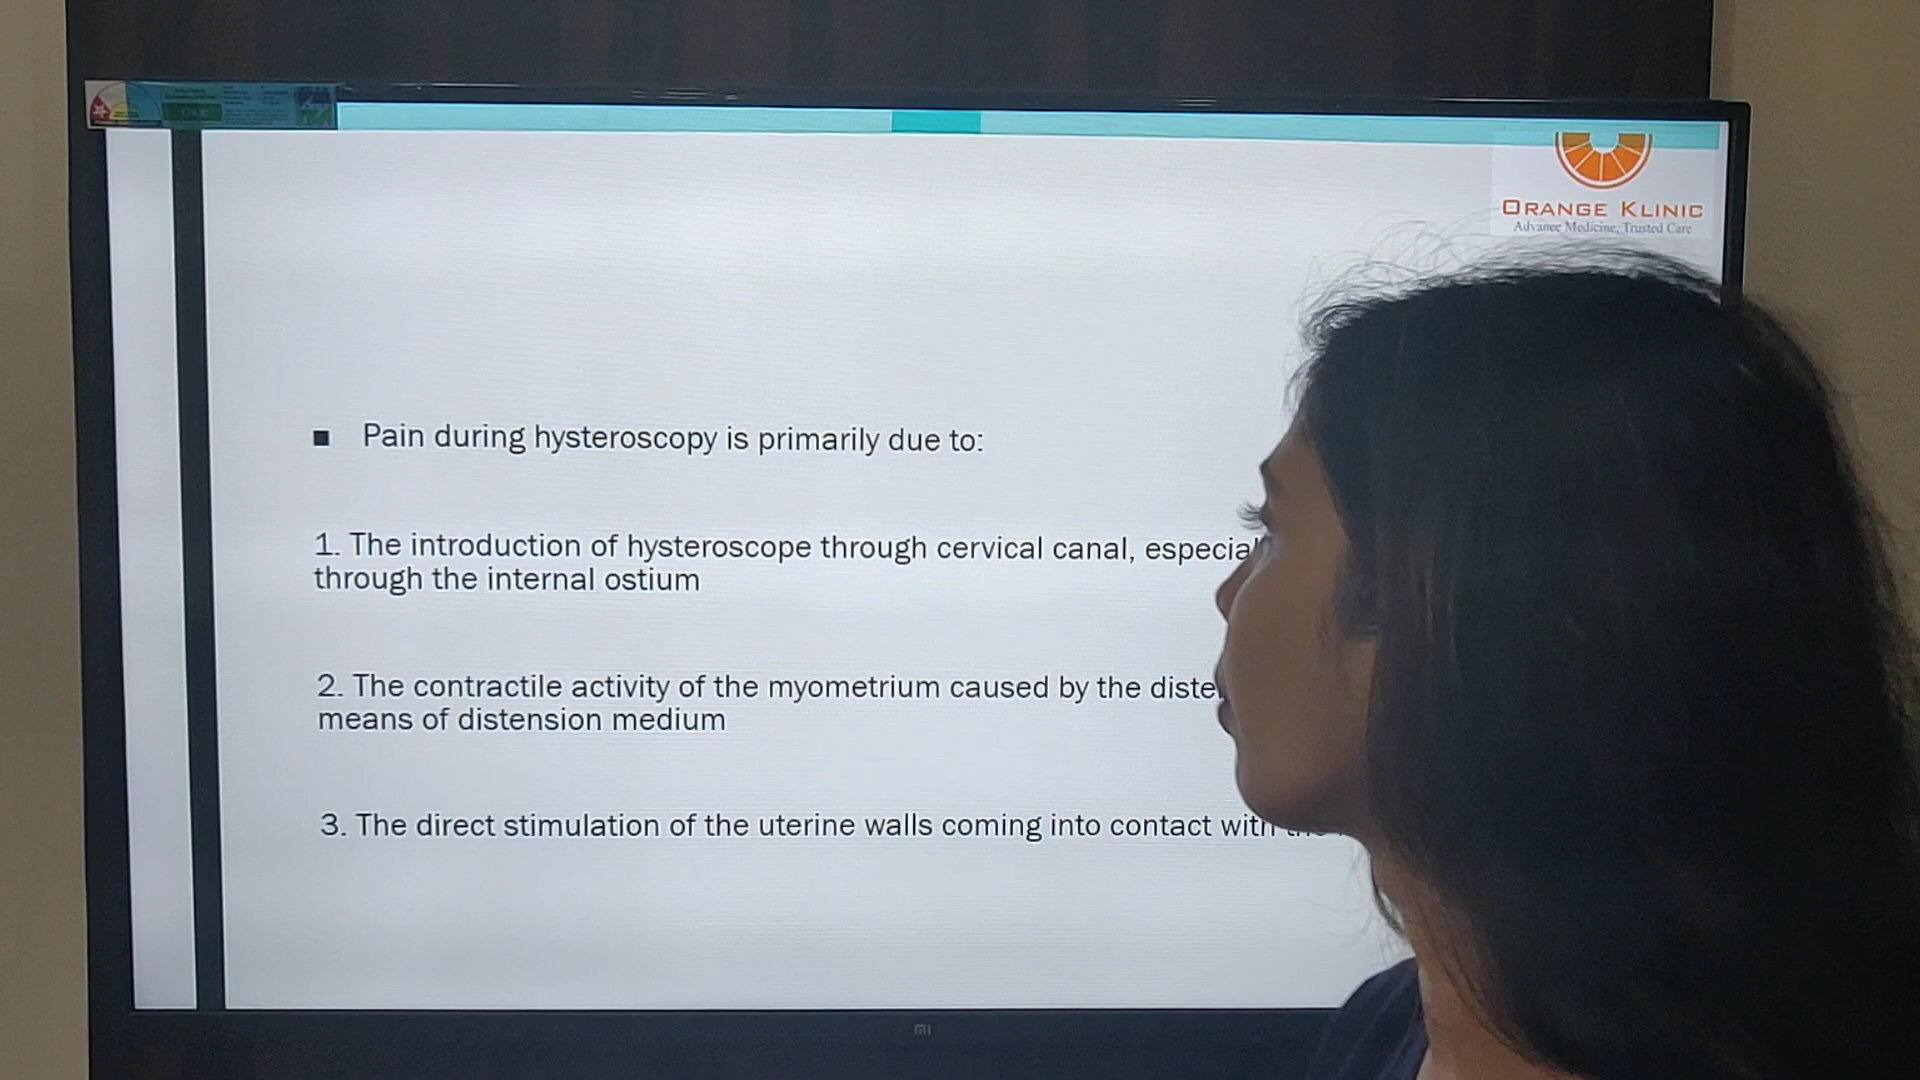 ORANGE KLINIC
Advance Medicine, Trusted Care
■ Pain during hysteroscopy is primarily due to:
1. The introduction of hysteroscope through cervical canal,
through the internal ostium
2. The contractile activity of the myometrium caused by the
means of distension medium
3. The direct stimulation of the uterine walls coming into contact with
mi